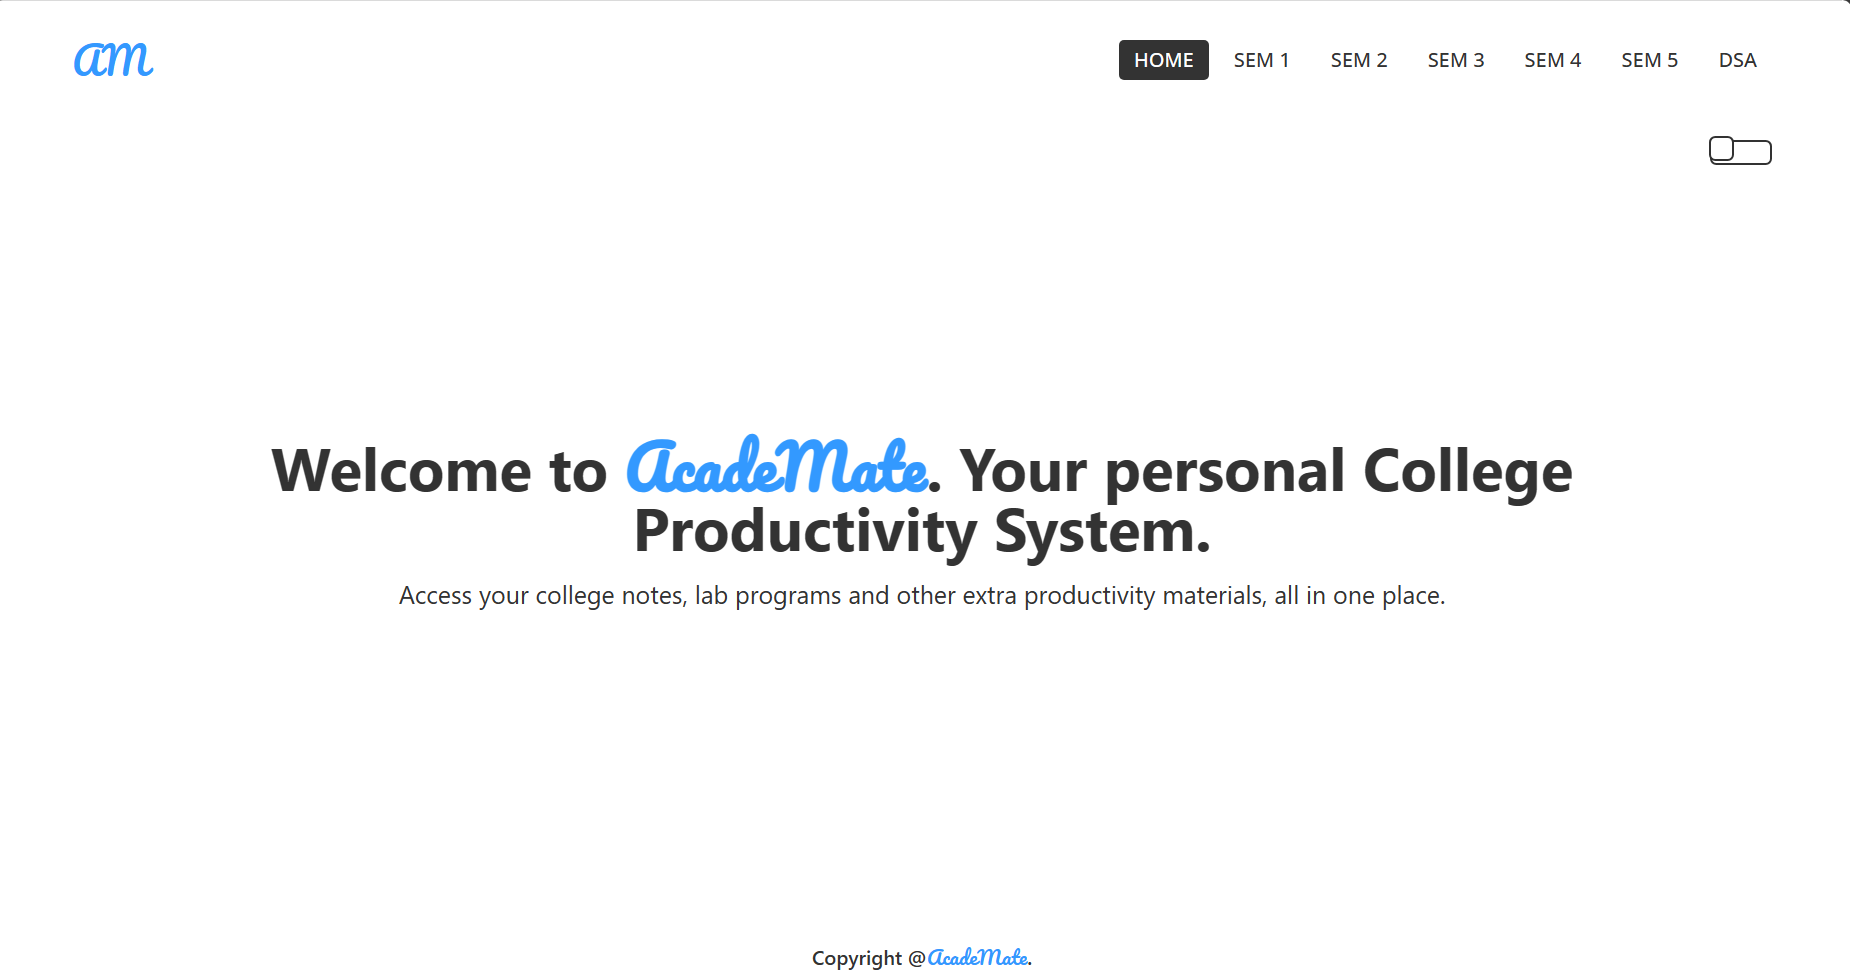 aM
HOME SEM 1 SEM 2 SEM 3 SEM 4 SEM 5 DSA
Welcome to AcadeMate. Your personal College
Productivity System.
Access your college notes, lab programs and other extra productivity materials, all in one place.
Copyright @AcadeMate.